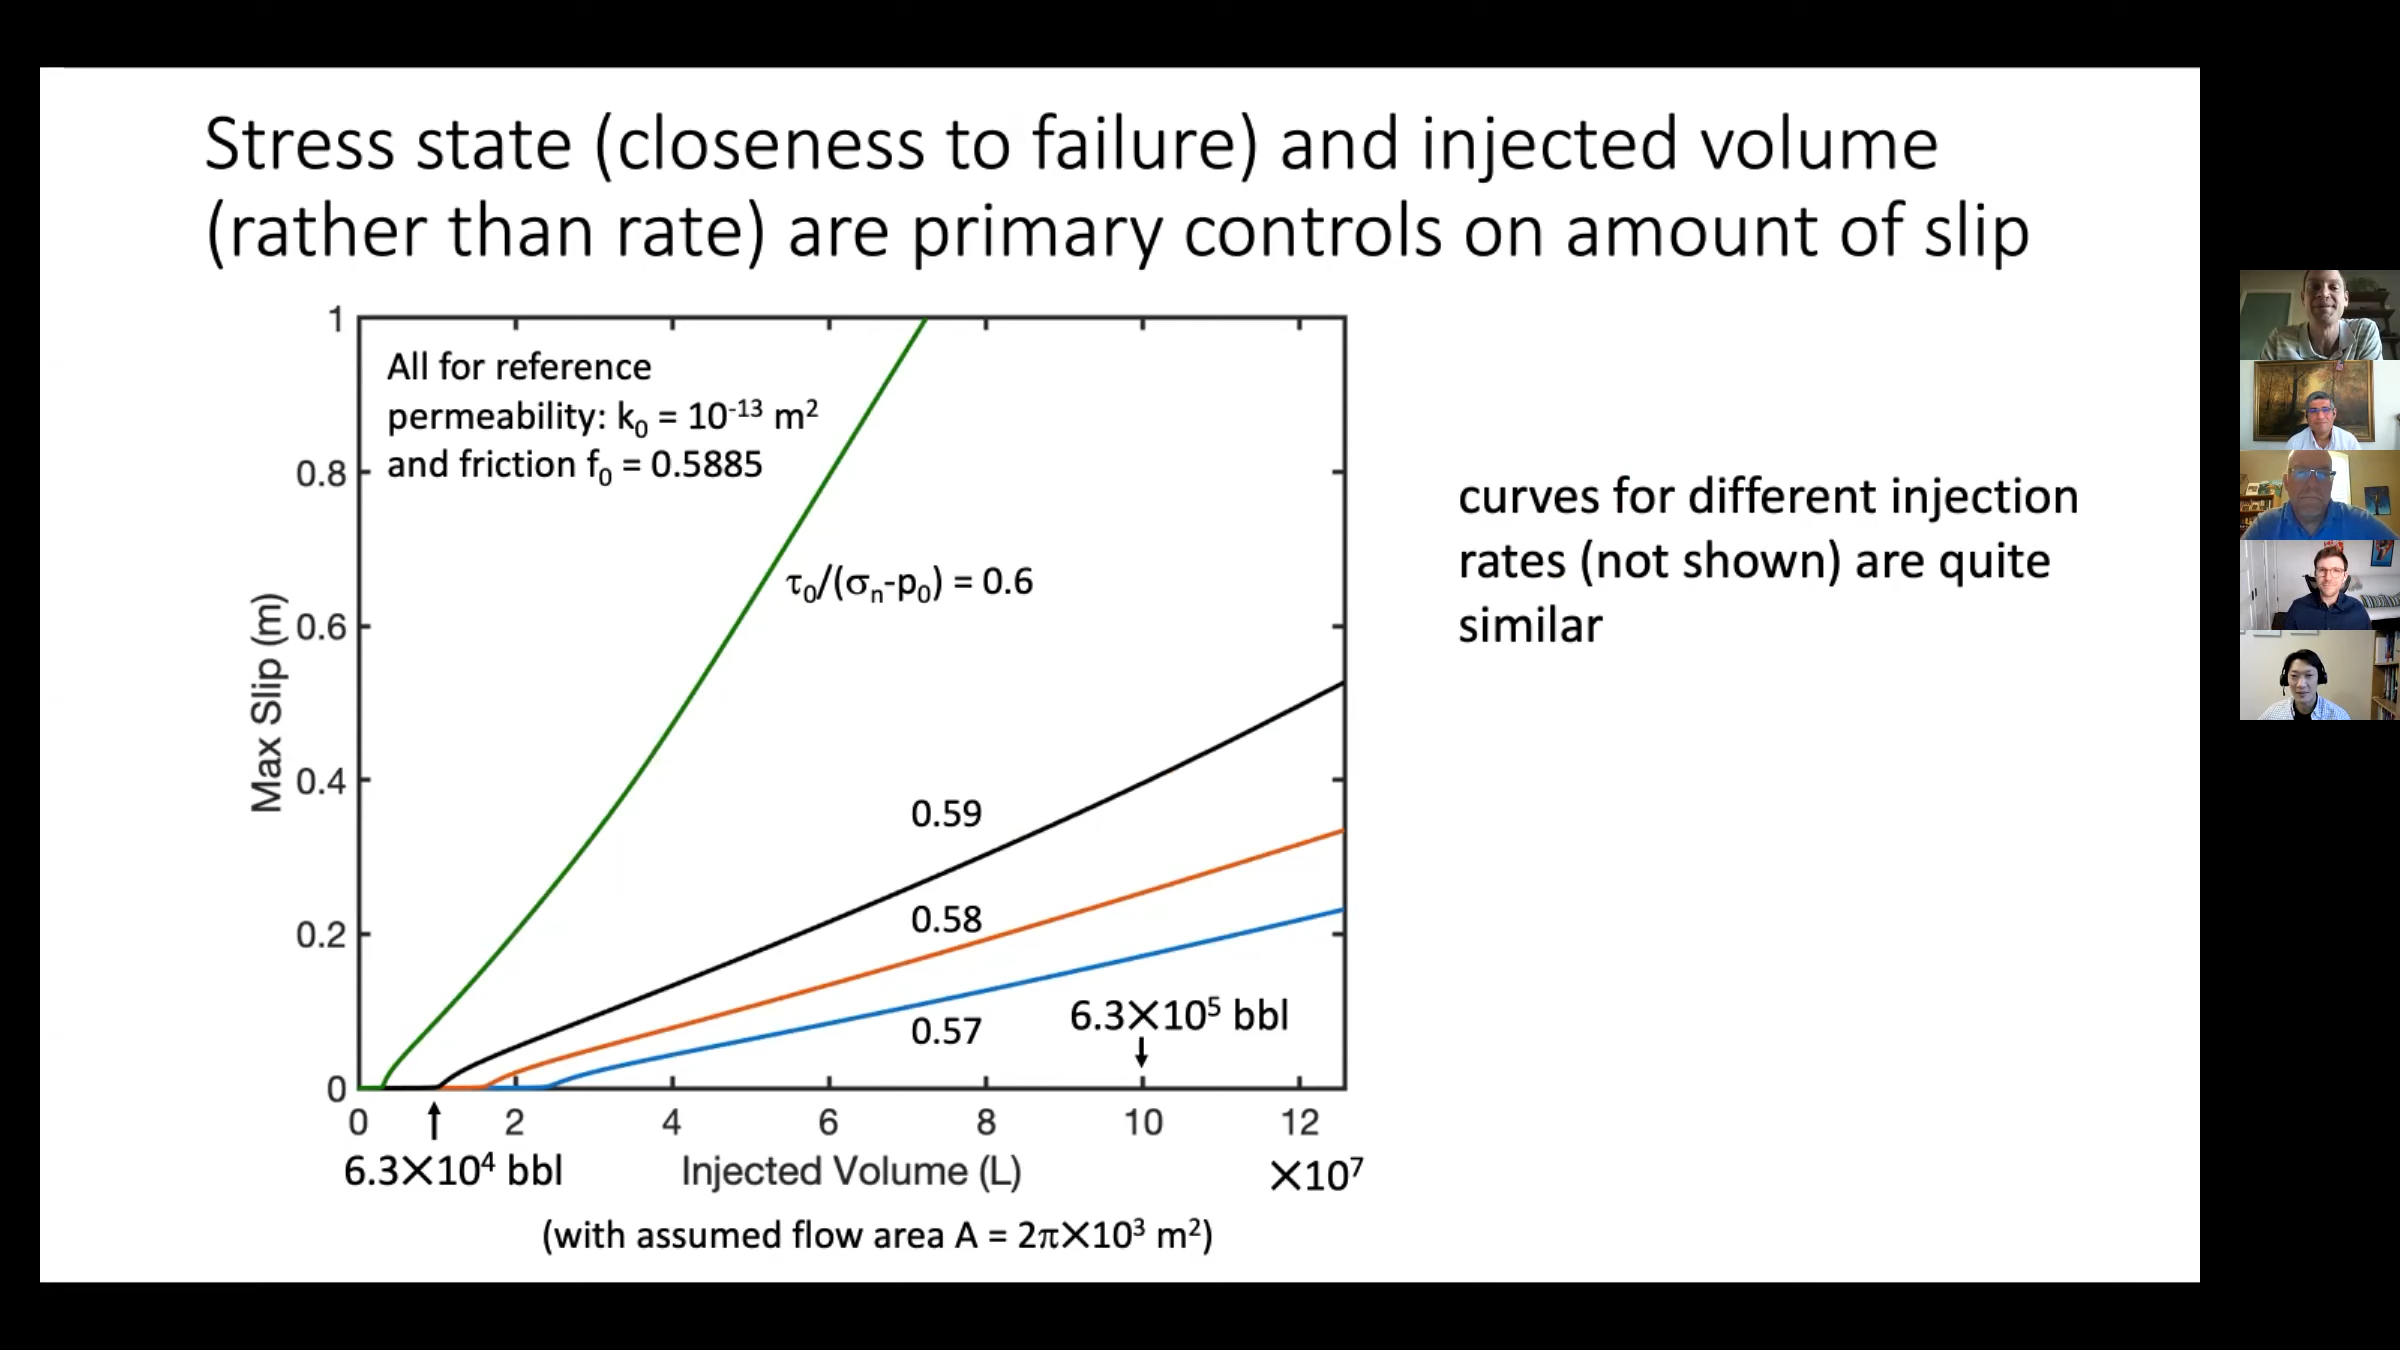 Stress state (closeness to failure) and injected volume
(rather than rate) are primary controls on amount of slip
1
0.8
0.6
0.4
0.2
0
Max Slip (m)
All for reference
permeability: k₀ = 10⁻¹³ m²
and friction f₀ = 0.5885
τ₀/(σₙ-p₀) = 0.6
0.59
0.58
0.57
6.3×10⁵ bbl
curves for different injection
rates (not shown) are quite
similar
0 2 4 6 8 10 12
6.3×10⁴ bbl
Injected Volume (L)
×10⁷
(with assumed flow area A = 2π×10³ m²)